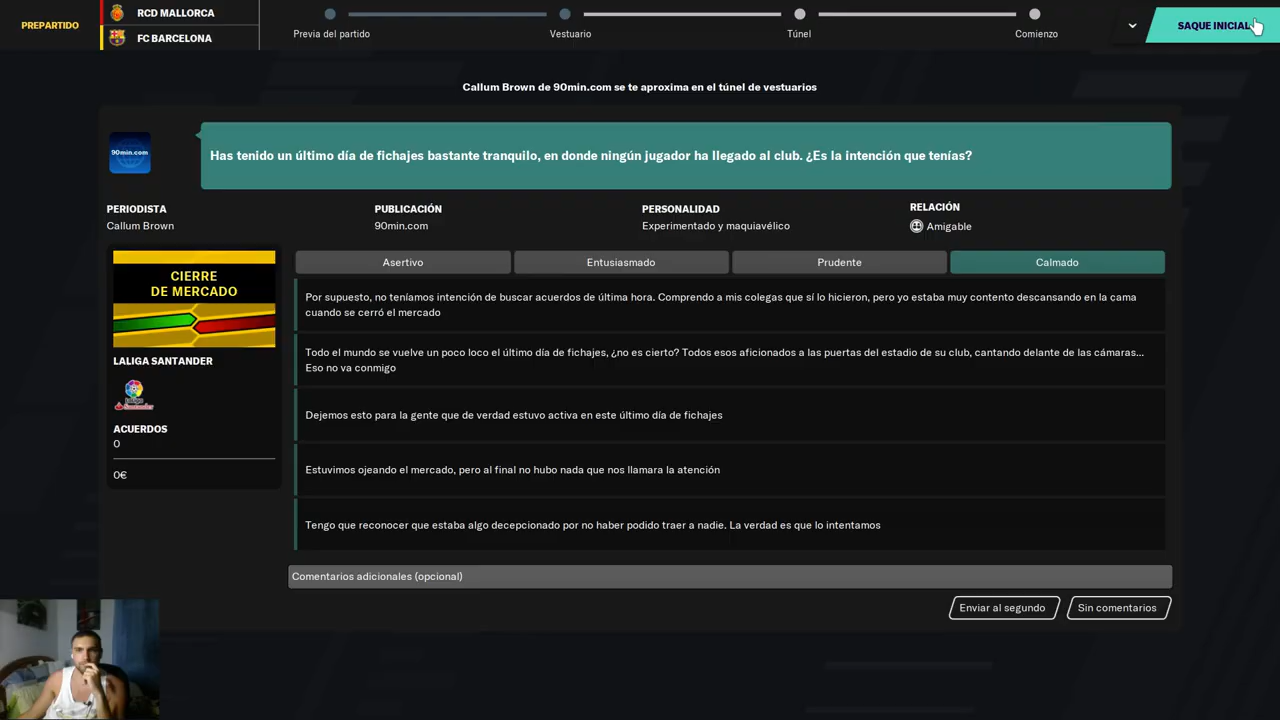 PREPARTIDO
RCD MALLORCA
FC BARCELONA
Previa del partido
Vestuario
Túnel
Comienzo
SAQUE INICIAL
Callum Brown de 90min.com se te aproxima en el túnel de vestuarios
90min.com
Has tenido un último día de fichajes bastante tranquilo, en donde ningún jugador ha llegado al club. ¿Es la intención que tenías?
PERIODISTA
Callum Brown
PUBLICACIÓN
90min.com
PERSONALIDAD
Experimentado y maquiavélico
RELACIÓN
Amigable
CIERRE
DE MERCADO
LALIGA SANTANDER
ACUERDOS
0
0€
Asertivo
Entusiasmado
Prudente
Calmado
Por supuesto, no teníamos intención de buscar acuerdos de última hora. Comprendo a mis colegas que sí lo hicieron, pero yo estaba muy contento descansando en la cama
cuando se cerró el mercado
Todo el mundo se vuelve un poco loco el último día de fichajes, ¿no es cierto? Todos esos aficionados a las puertas del estadio de su club, cantando delante de las cámaras...
Eso no va conmigo
Dejemos esto para la gente que de verdad estuvo activa en este último día de fichajes
Estuvimos ojeando el mercado, pero al final no hubo nada que nos llamara la atención
Tengo que reconocer que estaba algo decepcionado por no haber podido traer a nadie. La verdad es que lo intentamos
Comentarios adicionales (opcional)
Enviar al segundo
Sin comentarios